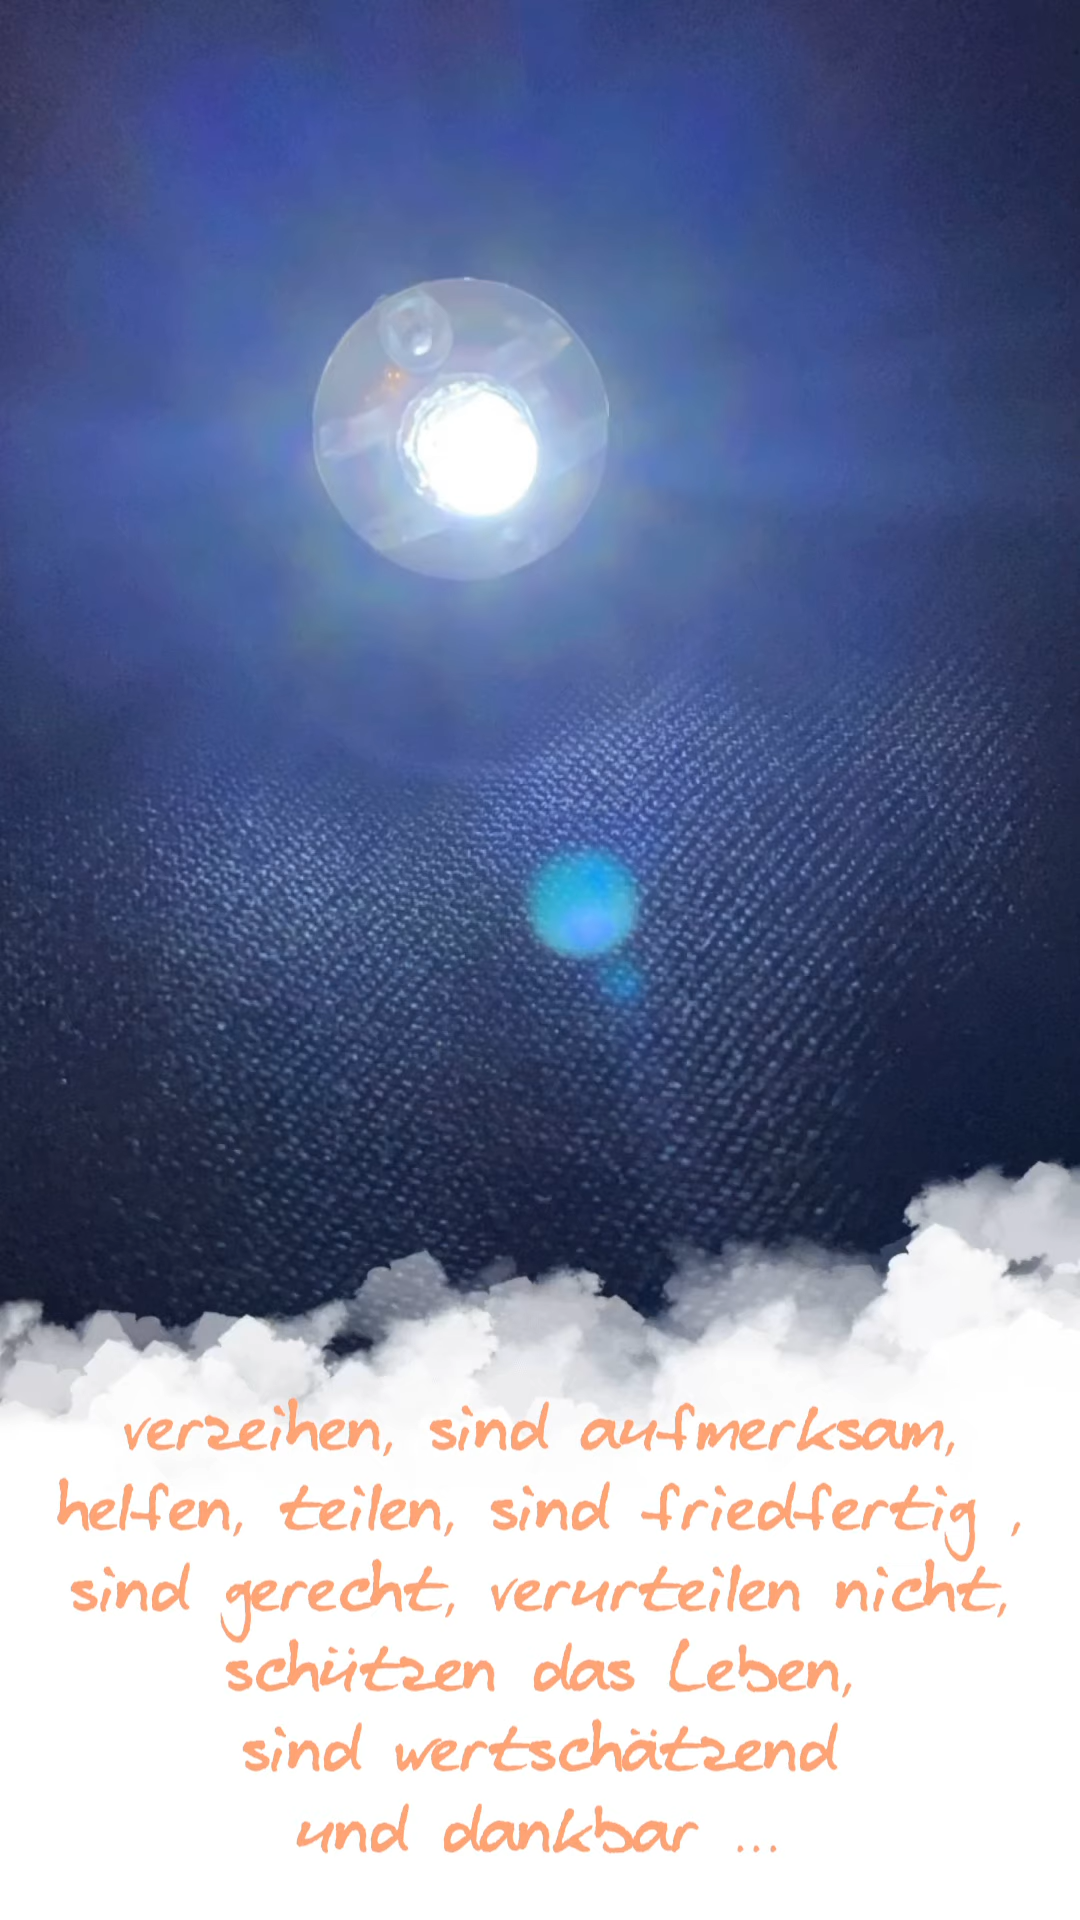 verzeihen, sind aufmerksam,
helfen, teilen, sind friedfertig ,
sind gerecht, verurteilen nicht,
schützen das Leben,
sind wertschätzend
und dankbar ...